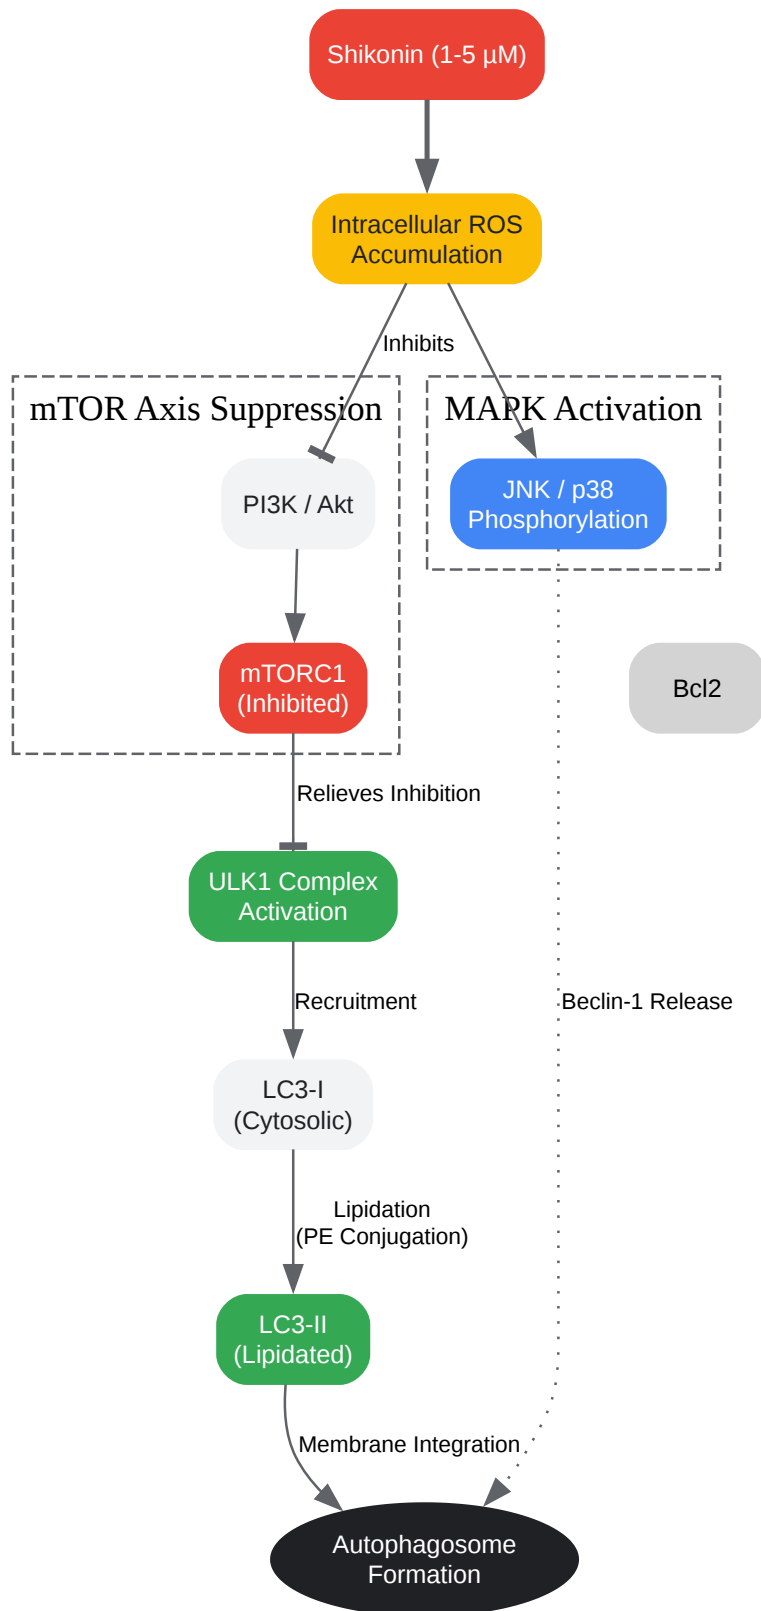 Shikonin (1-5 µM)
Intracellular ROS
Accumulation
Inhibits
mTOR Axis Suppression
MAPK Activation
PI3K / Akt
JNK / p38
Phosphorylation
mTORC1
(Inhibited)
Bcl2
Relieves Inhibition
ULK1 Complex
Activation
Recruitment
Beclin-1 Release
LC3-I
(Cytosolic)
Lipidation
(PE Conjugation)
LC3-II
(Lipidated)
Membrane Integration
Autophagosome
Formation